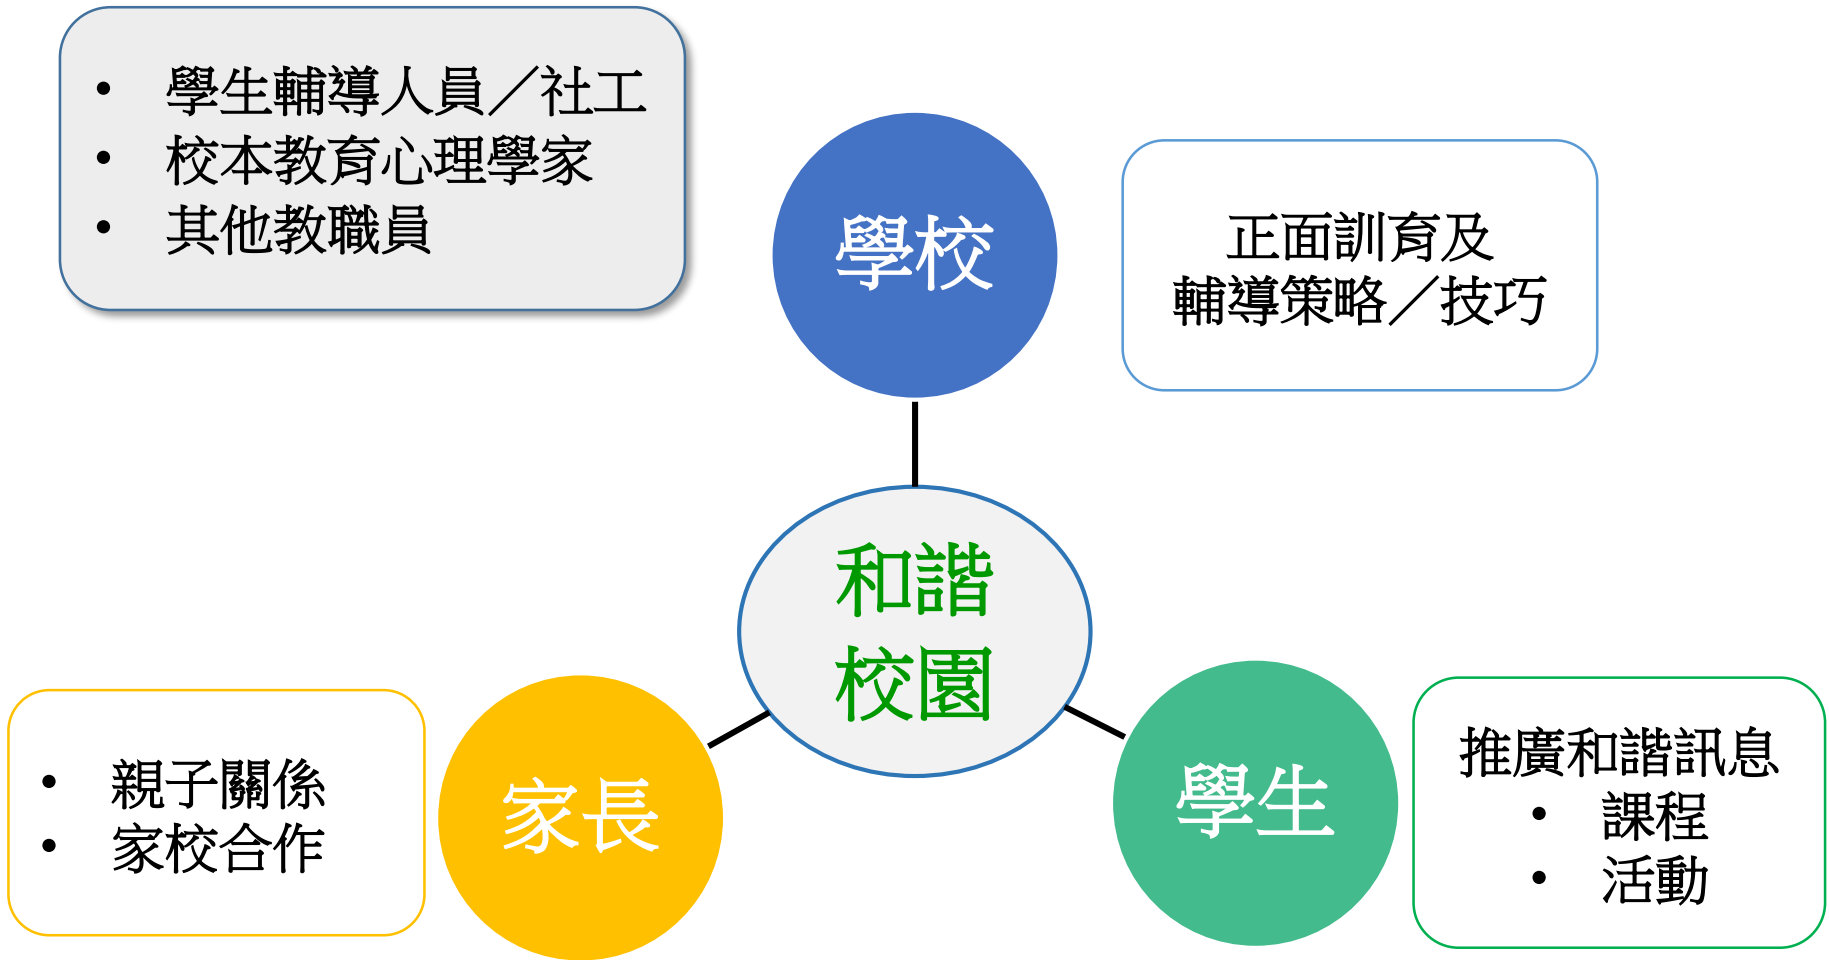 • 學生輔導人員／社工
• 校本教育心理學家
• 其他教職員
學校
正面訓育及
輔導策略／技巧
和諧
校園
• 親子關係
• 家校合作
家長
學生
推廣和諧訊息
• 課程
• 活動